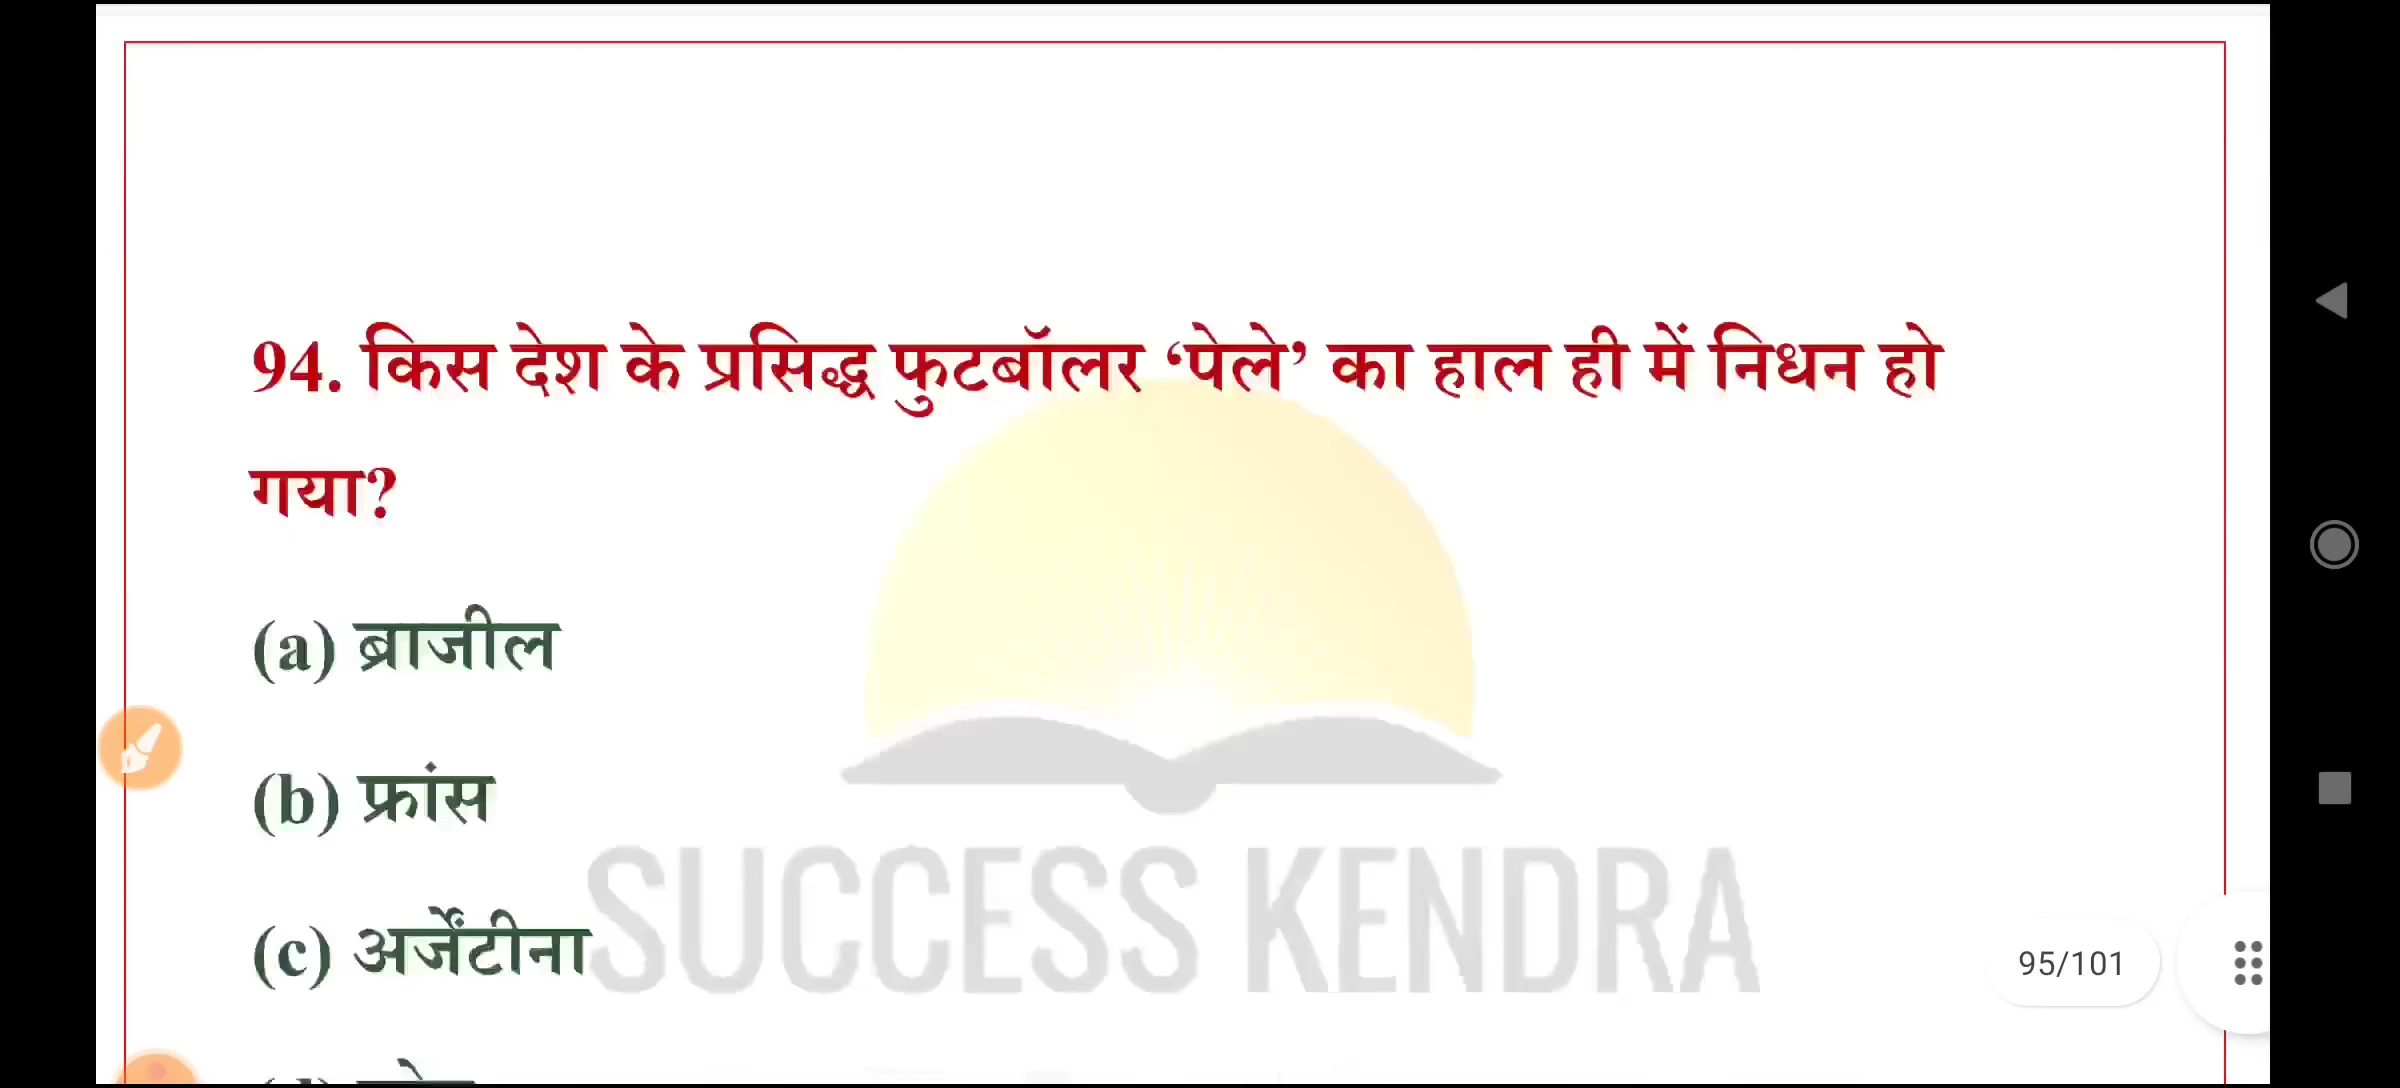 94. किस देश के प्रसिद्ध फुटबॉलर ‘पेले’ का हाल ही में निधन हो
गया?
(a) ब्राजील
(b) फ्रांस
(c) अर्जेंटीना
SUCCESS KENDRA
95/101